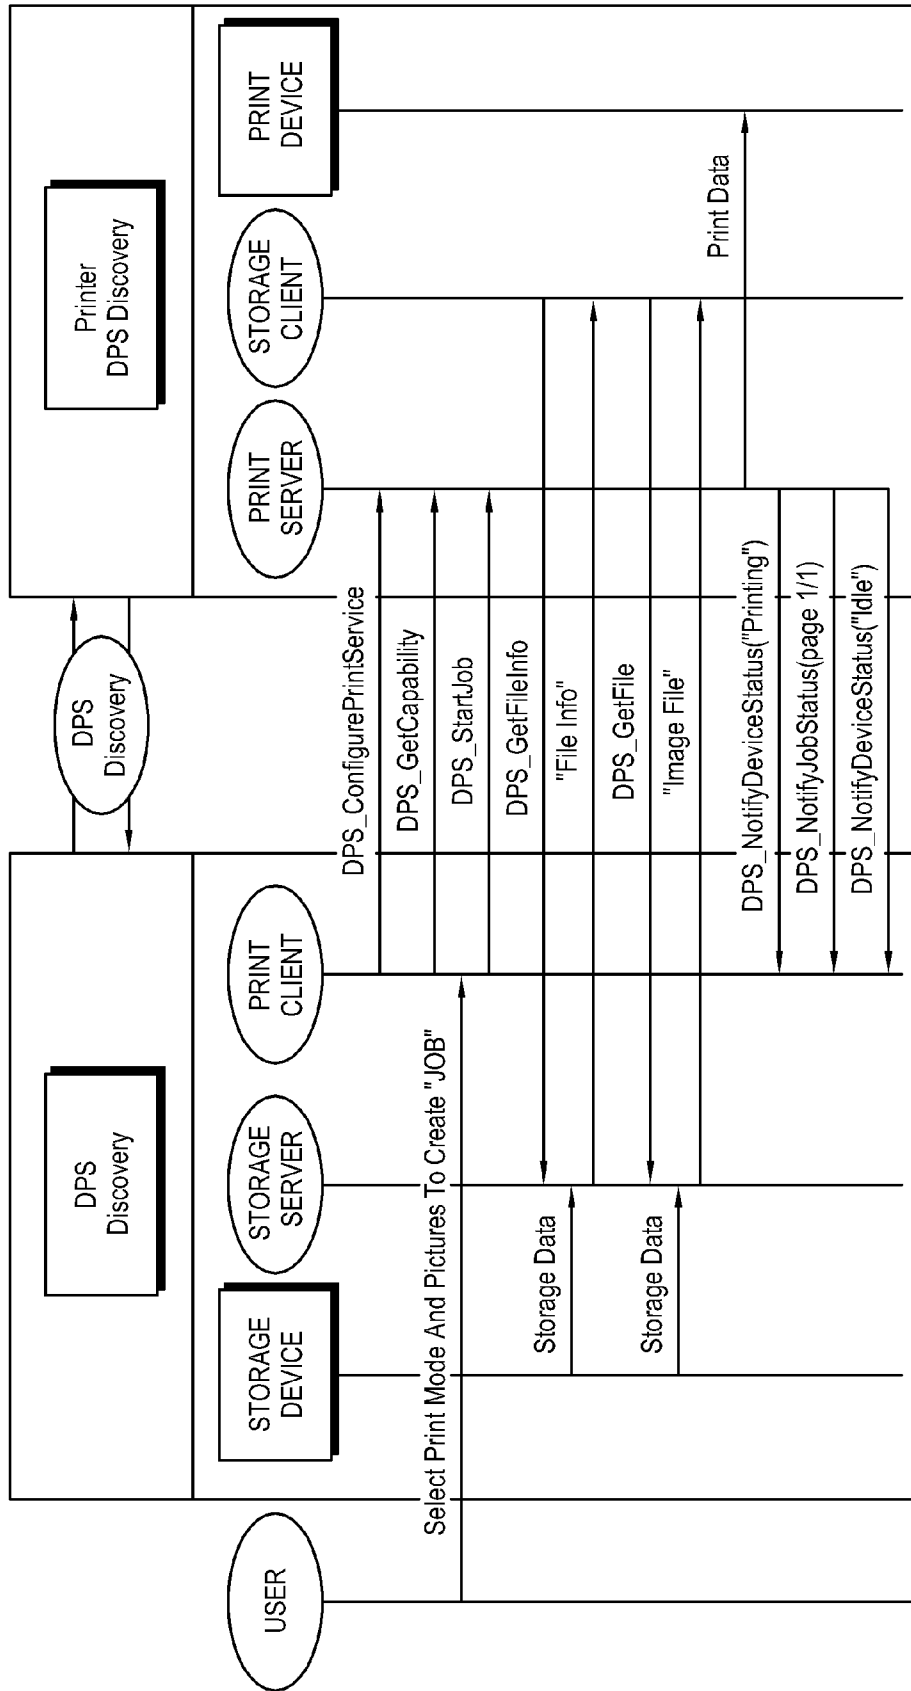 DPS
Discovery
DPS
Discovery
Printer
DPS Discovery
USER
STORAGE
DEVICE
STORAGE
SERVER
PRINT
CLIENT
PRINT
SERVER
STORAGE
CLIENT
PRINT
DEVICE
DPS_ConfigurePrintService
DPS_GetCapability
Select Print Mode And Pictures To Create "JOB"
DPS_StartJob
DPS_GetFileInfo
Storage Data
"File Info"
DPS_GetFile
Storage Data
"Image File"
Print Data
DPS_NotifyDeviceStatus("Printing")
DPS_NotifyJobStatus(page 1/1)
DPS_NotifyDeviceStatus("Idle")